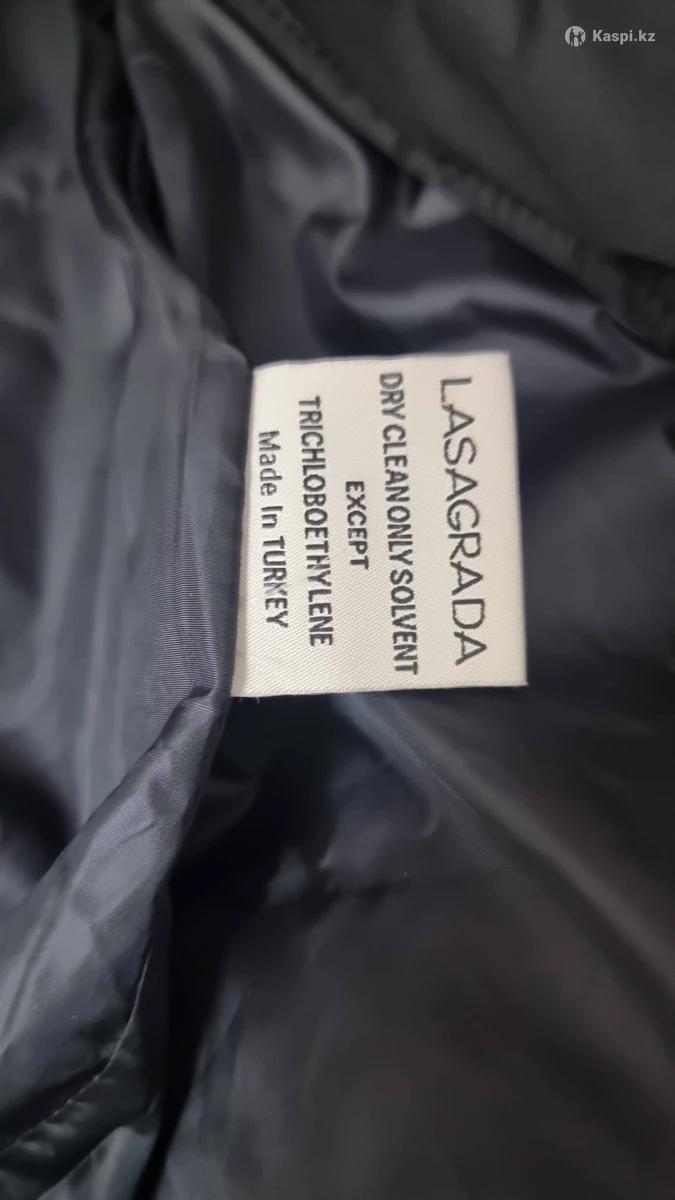 Kaspi.kz
LASAGRADA
DRY CLEAN ONLY SOLVENT
EXCEPT
TRICHLOBOETHYLENE
Made In TURKEY